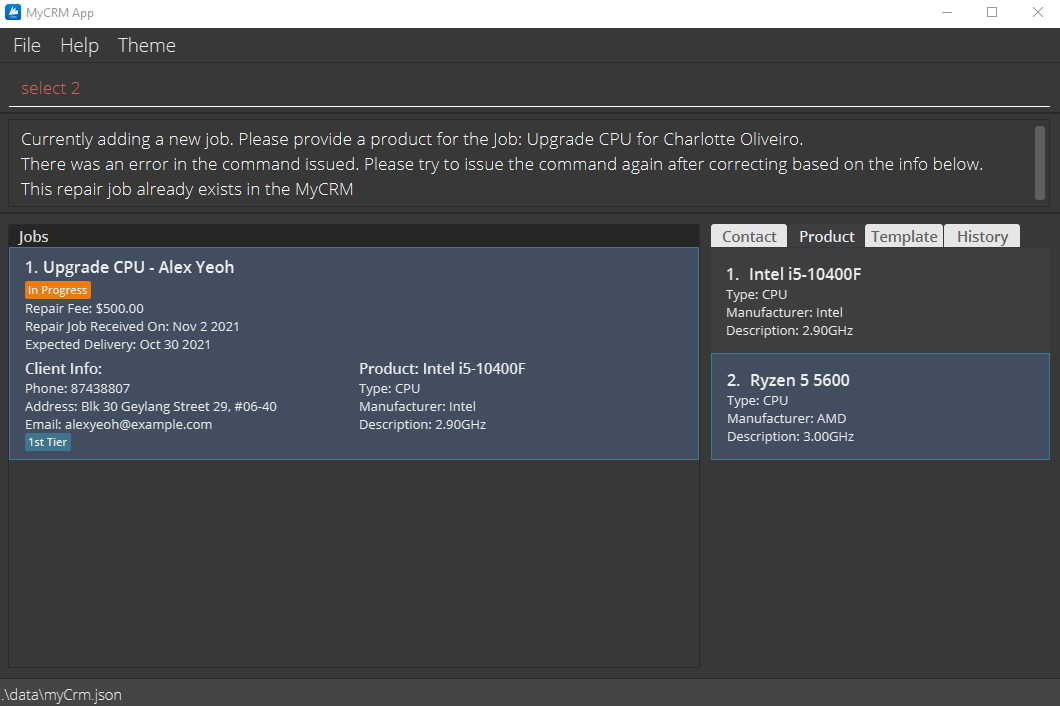 MyCRM App
File Help Theme
select 2
Currently adding a new job. Please provide a product for the Job: Upgrade CPU for Charlotte Oliveiro.
There was an error in the command issued. Please try to issue the command again after correcting based on the info below.
This repair job already exists in the MyCRM
Jobs
1. Upgrade CPU - Alex Yeoh
In Progress
Repair Fee: $500.00
Repair Job Received On: Nov 2 2021
Expected Delivery: Oct 30 2021
Client Info:
Phone: 87438807
Address: Blk 30 Geylang Street 29, #06-40
Email: alexyeoh@example.com
1st Tier
Product: Intel i5-10400F
Type: CPU
Manufacturer: Intel
Description: 2.90GHz
Contact Product Template History
1. Intel i5-10400F
Type: CPU
Manufacturer: Intel
Description: 2.90GHz
2. Ryzen 5 5600
Type: CPU
Manufacturer: AMD
Description: 3.00GHz
.\data\myCrm.json